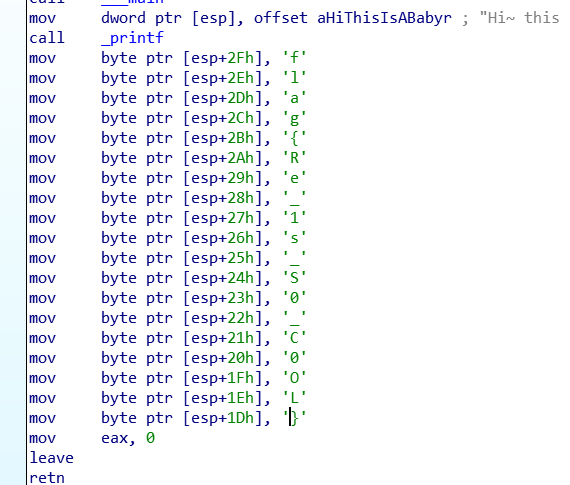 call ___main
mov dword ptr [esp], offset aHiThisIsABabyr ; "Hi~ this
call _printf
mov byte ptr [esp+2Fh], 'f'
mov byte ptr [esp+2Eh], 'l'
mov byte ptr [esp+2Dh], 'a'
mov byte ptr [esp+2Ch], 'g'
mov byte ptr [esp+2Bh], '{'
mov byte ptr [esp+2Ah], 'R'
mov byte ptr [esp+29h], 'e'
mov byte ptr [esp+28h], '_'
mov byte ptr [esp+27h], '1'
mov byte ptr [esp+26h], 's'
mov byte ptr [esp+25h], '_'
mov byte ptr [esp+24h], 'S'
mov byte ptr [esp+23h], '0'
mov byte ptr [esp+22h], '_'
mov byte ptr [esp+21h], 'C'
mov byte ptr [esp+20h], '0'
mov byte ptr [esp+1Fh], 'O'
mov byte ptr [esp+1Eh], 'L'
mov byte ptr [esp+1Dh], '}'
mov eax, 0
leave
retn